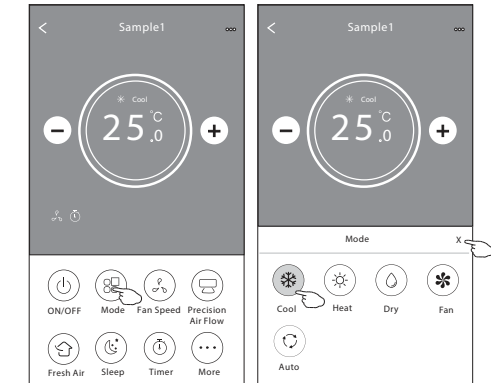 Sample1
Cool
25.0 °C
ON/OFF
Mode
Fan Speed
Precision
Air Flow
Fresh Air
Sleep
Timer
More
Sample1
Cool
25.0 °C
Mode
X
Cool
Heat
Dry
Fan
Auto